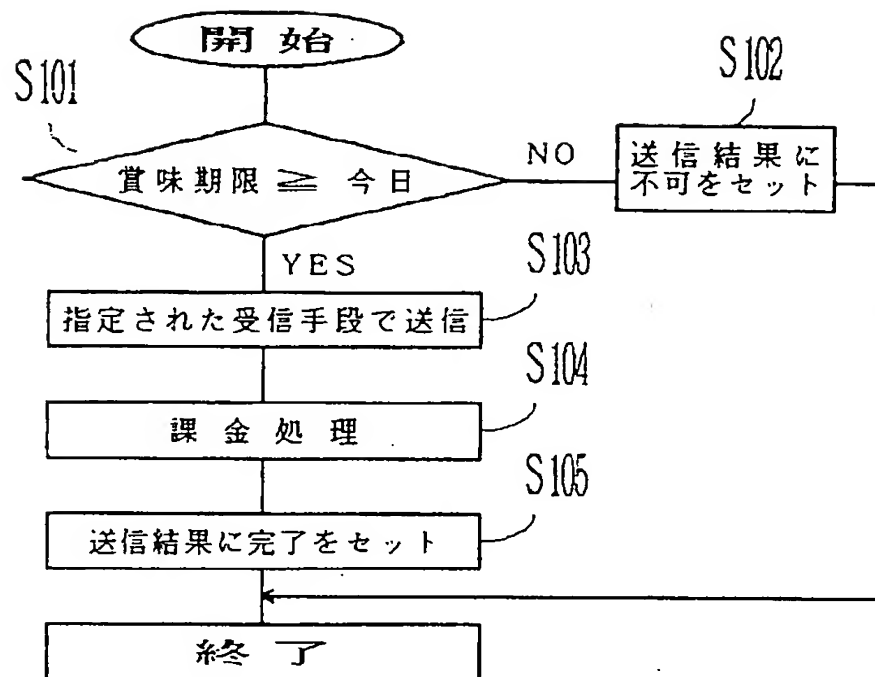 開始
S101
S102
賞味期限 ≧ 今日
NO
送信結果に
不可をセット
YES
S103
指定された受信手段で送信
S104
課金処理
S105
送信結果に完了をセット
終了